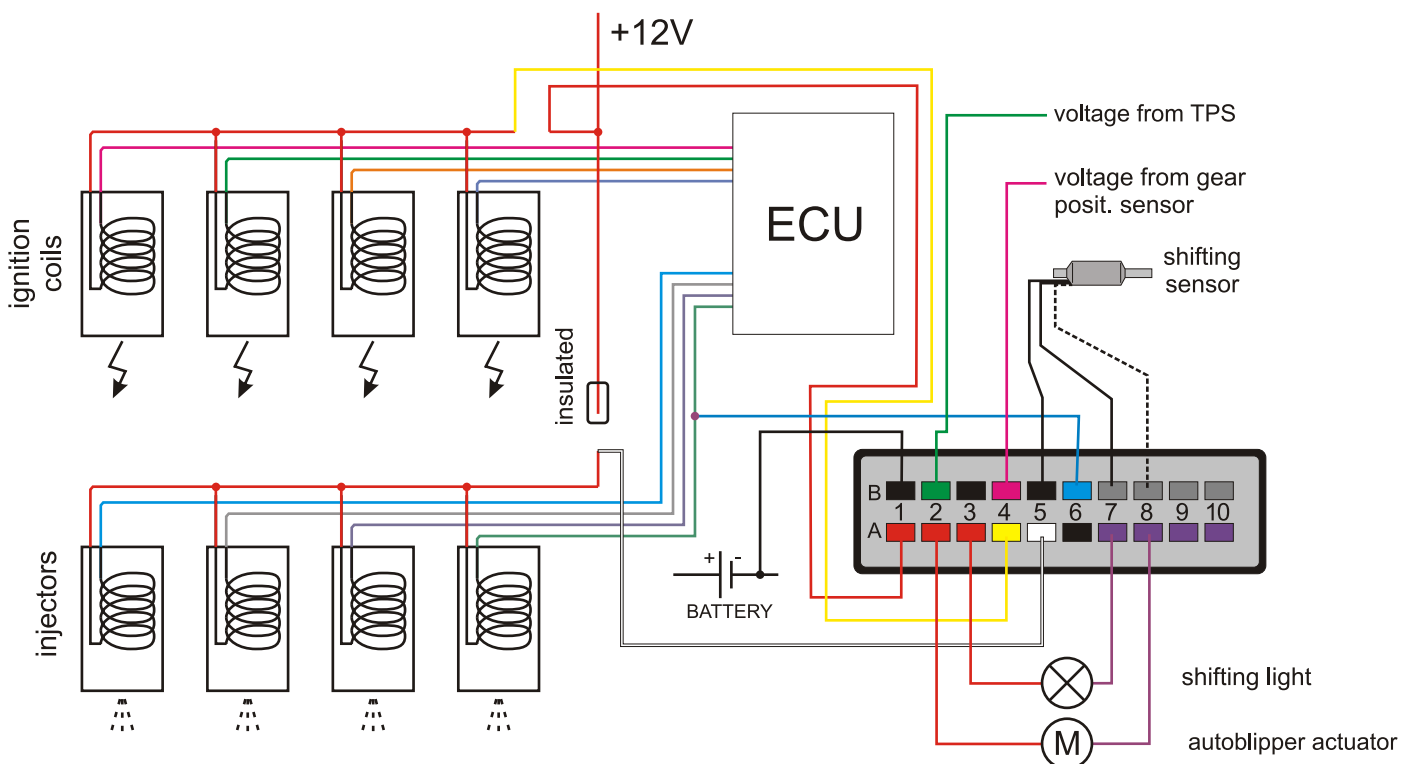 +12V
voltage from TPS
voltage from gear
posit. sensor
ECU
shifting
sensor
ignition
coils
insulated
B
1 2 3 4 5 6 7 8 9 10
A
+ -
BATTERY
injectors
shifting light
M
autoblipper actuator